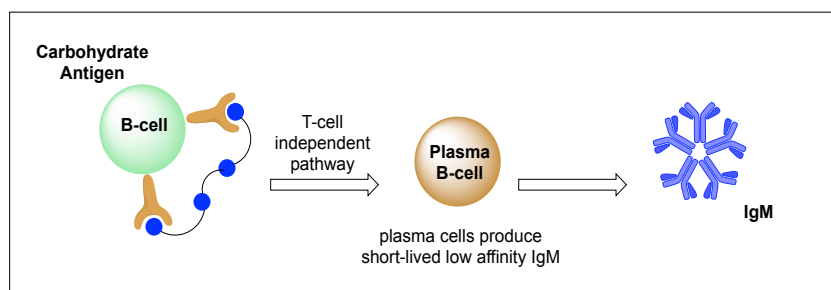 Carbohydrate
Antigen
B-cell
T-cell
independent
pathway
Plasma
B-cell
plasma cells produce
short-lived low affinity IgM
IgM